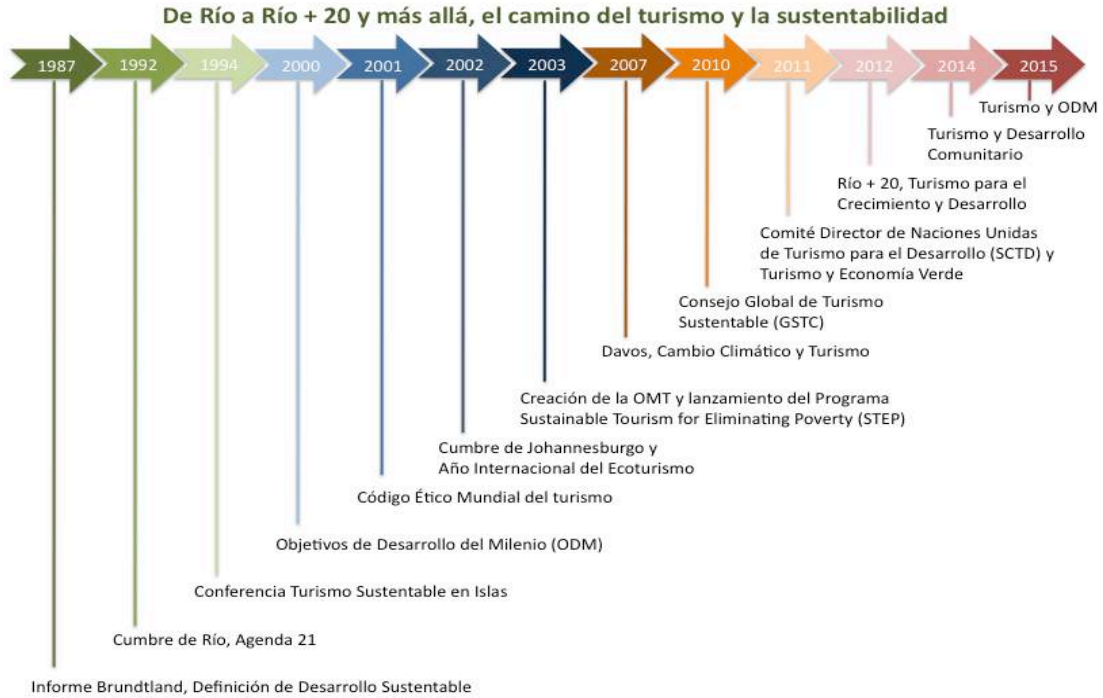 De Río a Río + 20 y más allá, el camino del turismo y la sustentabilidad
1987
1992
1994
2000
2001
2002
2003
2007
2010
2011
2012
2014
2015
Turismo y ODM
Turismo y Desarrollo
Comunitario
Río + 20, Turismo para el
Crecimiento y Desarrollo
Comité Director de Naciones Unidas
de Turismo para el Desarrollo (SCTD) y
Turismo y Economía Verde
Consejo Global de Turismo
Sustentable (GSTC)
Davos, Cambio Climático y Turismo
Creación de la OMT y lanzamiento del Programa
Sustainable Tourism for Eliminating Poverty (STEP)
Cumbre de Johannesburgo y
Año Internacional del Ecoturismo
Código Ético Mundial del turismo
Objetivos de Desarrollo del Milenio (ODM)
Conferencia Turismo Sustentable en Islas
Cumbre de Río, Agenda 21
Informe Brundtland, Definición de Desarrollo Sustentable